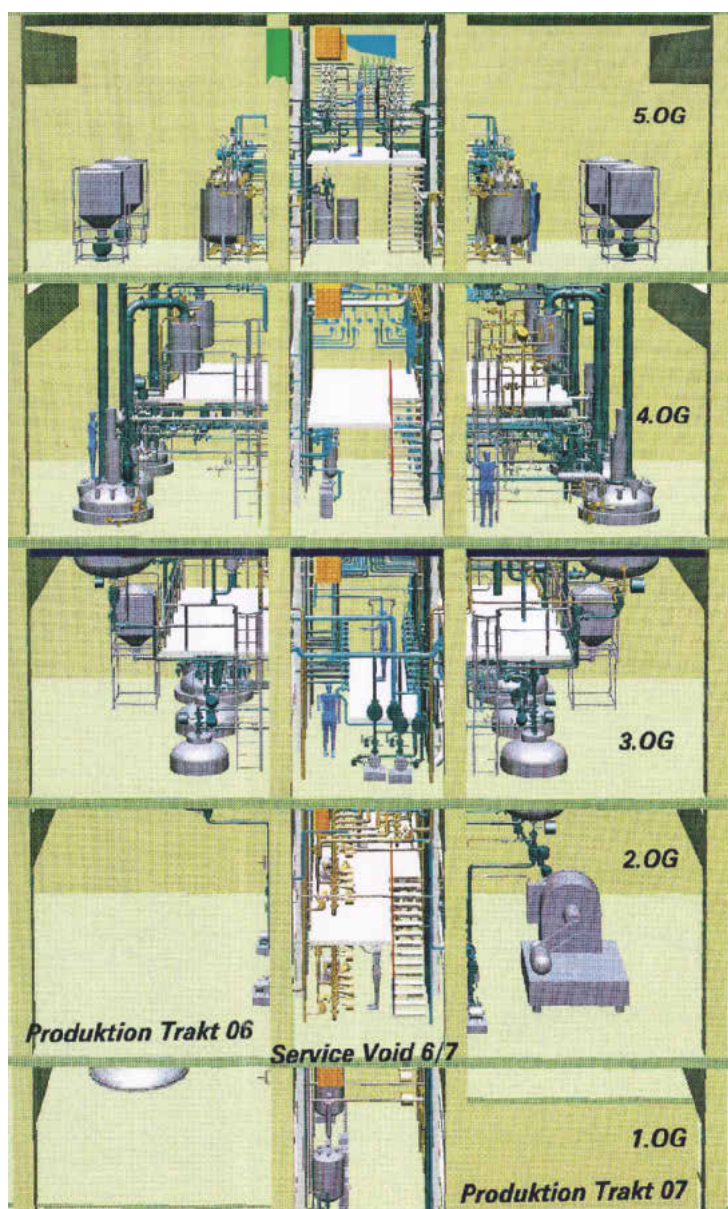 5.OG
4.OG
3.OG
2.OG
Produktion Trakt 06
Service Void 6/7
1.OG
Produktion Trakt 07